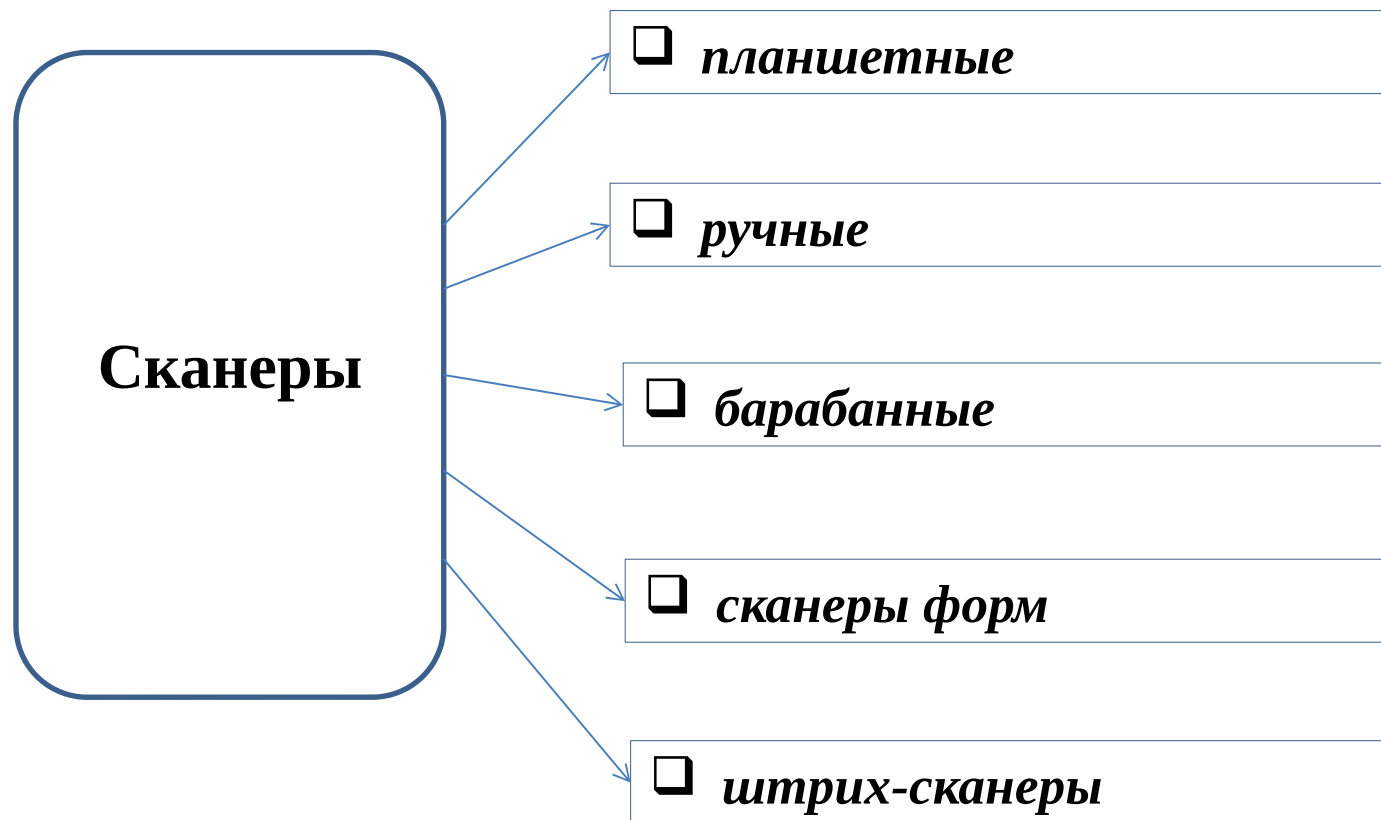 Сканеры
планшетные
ручные
барабанные
сканеры форм
штрих-сканеры